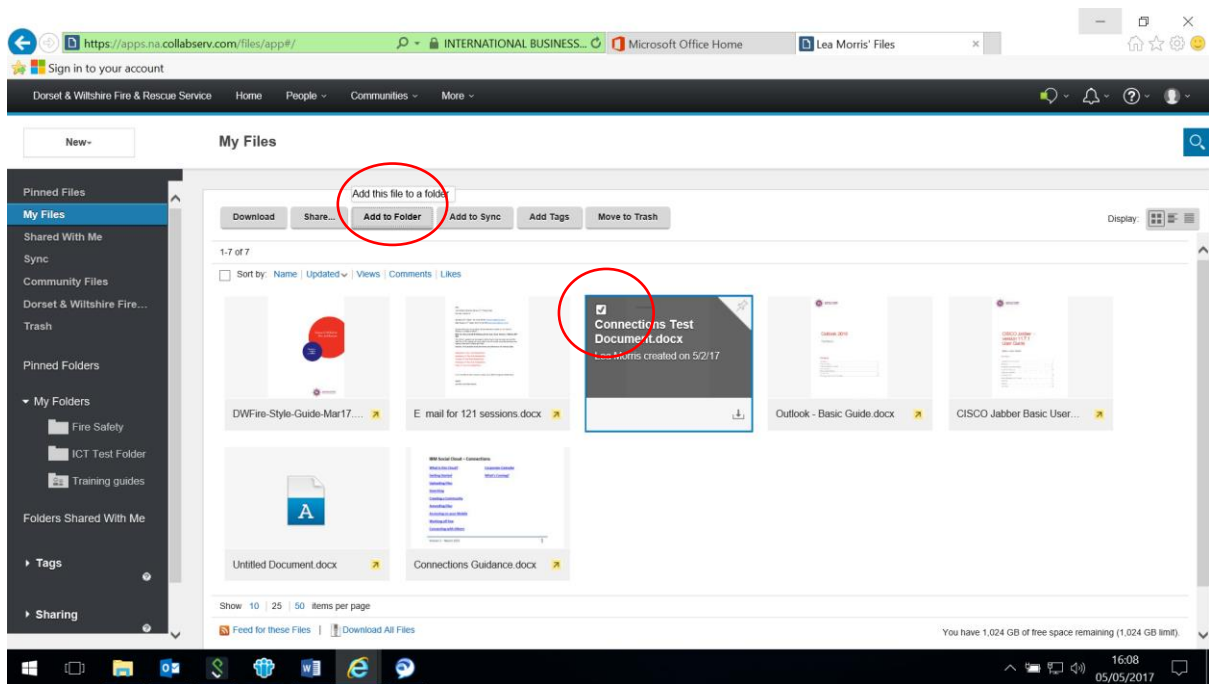 https://apps.na.collabserv.com/files/app#/
INTERNATIONAL BUSINESS...
Microsoft Office Home
Lea Morris' Files
Sign in to your account
Dorset & Wiltshire Fire & Rescue Service Home People Communities More
New
My Files
Pinned Files
My Files
Shared With Me
Sync
Community Files
Dorset & Wiltshire Fire...
Trash
Pinned Folders
My Folders
Fire Safety
ICT Test Folder
Training guides
Folders Shared With Me
Tags
Sharing
Add this file to a folder
Download Share... Add to Folder Add to Sync Add Tags Move to Trash
Display:
1-7 of 7
Sort by: Name | Updated | Views | Comments | Likes
Connections Test
Document.docx
Lea Morris created on 5/2/17
DWFire-Style-Guide-Mar17....
E mail for 121 sessions.docx
Outlook - Basic Guide.docx
CISCO Jabber Basic User...
IBM Social Cloud - Connections
A
Untitled Document.docx
Connections Guidance.docx
Show 10 | 25 | 50 items per page
Feed for these Files | Download All Files
You have 1,024 GB of free space remaining (1,024 GB limit).
16:08
05/05/2017